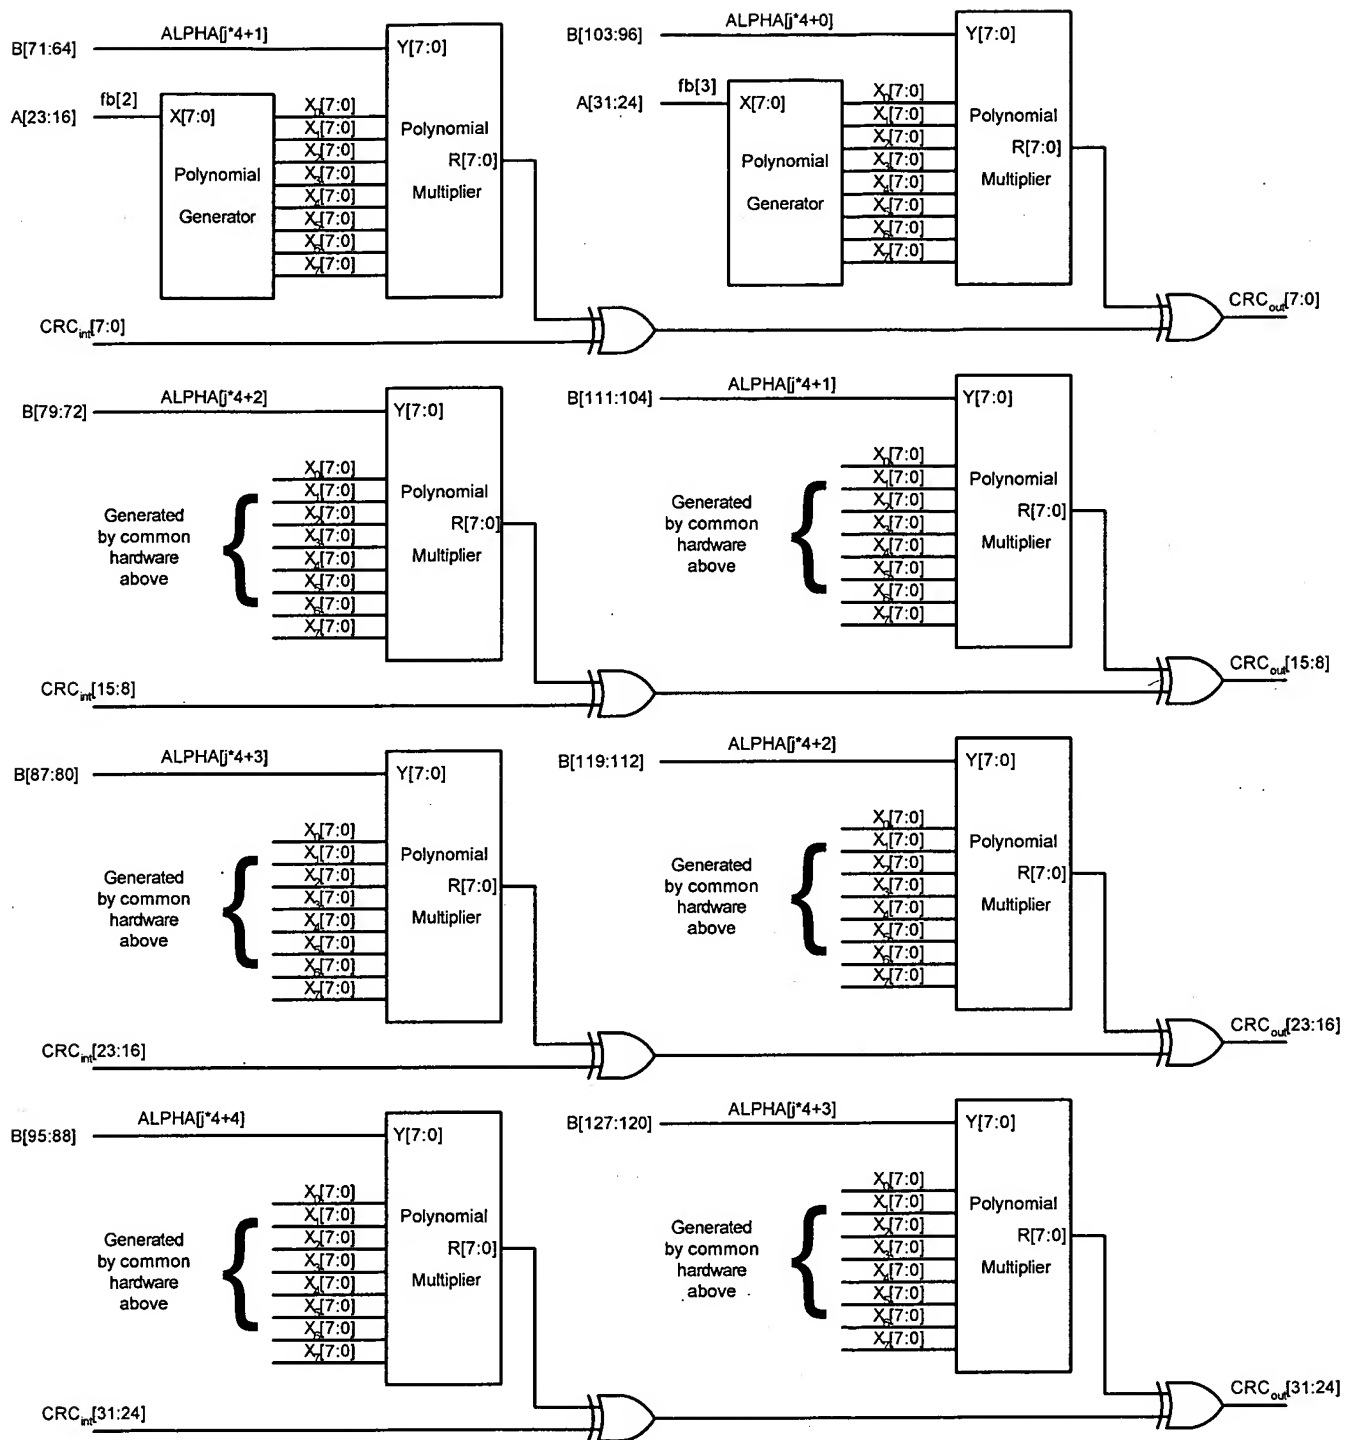 ALPHA[j*4+1]
B[71:64]
Y[7:0]
fb[2]
A[23:16]
X[7:0]
X0[7:0]
X1[7:0]
X2[7:0]
X3[7:0]
X4[7:0]
X5[7:0]
X6[7:0]
X7[7:0]
Polynomial
Generator
Polynomial
R[7:0]
Multiplier
CRCint[7:0]
ALPHA[j*4+0]
B[103:96]
Y[7:0]
fb[3]
A[31:24]
X[7:0]
X0[7:0]
X1[7:0]
X2[7:0]
X3[7:0]
X4[7:0]
X5[7:0]
X6[7:0]
X7[7:0]
Polynomial
Generator
Polynomial
R[7:0]
Multiplier
CRCout[7:0]
ALPHA[j*4+2]
B[79:72]
Y[7:0]
X0[7:0]
X1[7:0]
X2[7:0]
X3[7:0]
X4[7:0]
X5[7:0]
X6[7:0]
X7[7:0]
Generated
by common
hardware
above
Polynomial
R[7:0]
Multiplier
CRCint[15:8]
ALPHA[j*4+1]
B[111:104]
Y[7:0]
X0[7:0]
X1[7:0]
X2[7:0]
X3[7:0]
X4[7:0]
X5[7:0]
X6[7:0]
X7[7:0]
Generated
by common
hardware
above
Polynomial
R[7:0]
Multiplier
CRCout[15:8]
ALPHA[j*4+3]
B[87:80]
Y[7:0]
X0[7:0]
X1[7:0]
X2[7:0]
X3[7:0]
X4[7:0]
X5[7:0]
X6[7:0]
X7[7:0]
Generated
by common
hardware
above
Polynomial
R[7:0]
Multiplier
CRCint[23:16]
ALPHA[j*4+2]
B[119:112]
Y[7:0]
X0[7:0]
X1[7:0]
X2[7:0]
X3[7:0]
X4[7:0]
X5[7:0]
X6[7:0]
X7[7:0]
Generated
by common
hardware
above
Polynomial
R[7:0]
Multiplier
CRCout[23:16]
ALPHA[j*4+4]
B[95:88]
Y[7:0]
X0[7:0]
X1[7:0]
X2[7:0]
X3[7:0]
X4[7:0]
X5[7:0]
X6[7:0]
X7[7:0]
Generated
by common
hardware
above
Polynomial
R[7:0]
Multiplier
CRCint[31:24]
ALPHA[j*4+3]
B[127:120]
Y[7:0]
X0[7:0]
X1[7:0]
X2[7:0]
X3[7:0]
X4[7:0]
X5[7:0]
X6[7:0]
X7[7:0]
Generated
by common
hardware
above
Polynomial
R[7:0]
Multiplier
CRCout[31:24]